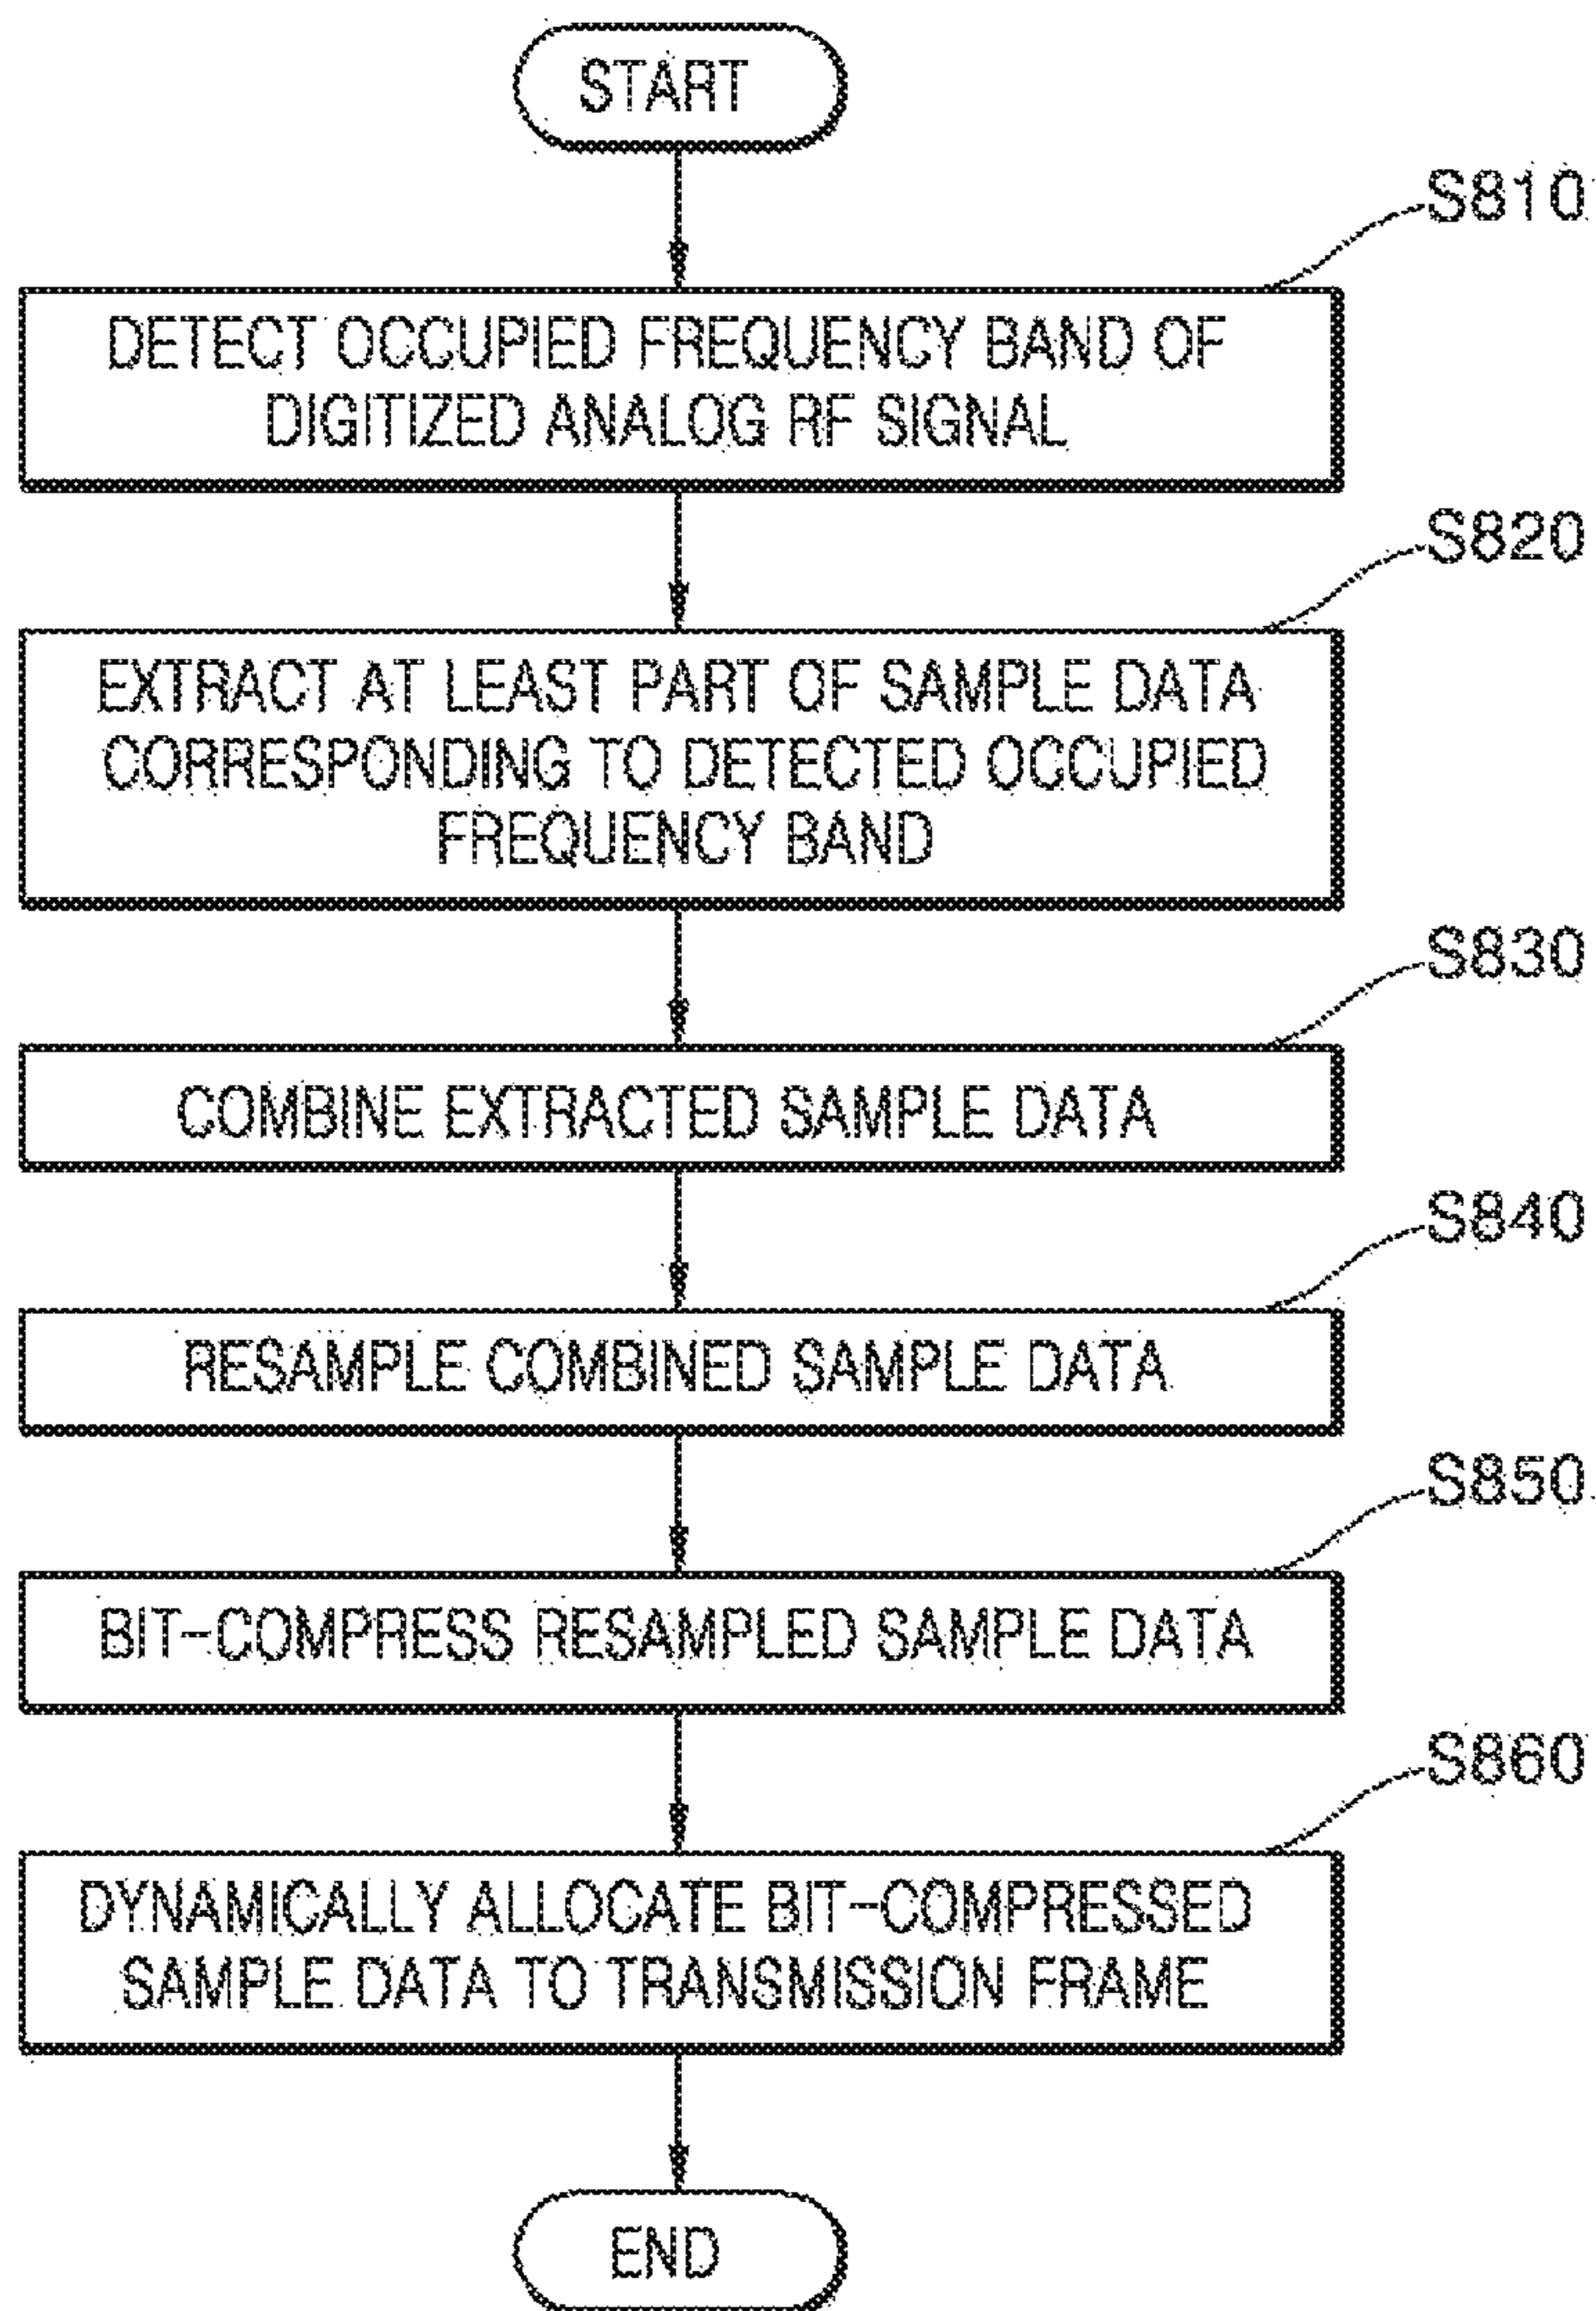 START
S810
DETECT OCCUPIED FREQUENCY BAND OF
DIGITIZED ANALOG RF SIGNAL
S820
EXTRACT AT LEAST PART OF SAMPLE DATA
CORRESPONDING TO DETECTED OCCUPIED
FREQUENCY BAND
S830
COMBINE EXTRACTED SAMPLE DATA
S840
RESAMPLE COMBINED SAMPLE DATA
S850
BIT-COMPRESS RESAMPLED SAMPLE DATA
S860
DYNAMICALLY ALLOCATE BIT-COMPRESSED
SAMPLE DATA TO TRANSMISSION FRAME
END